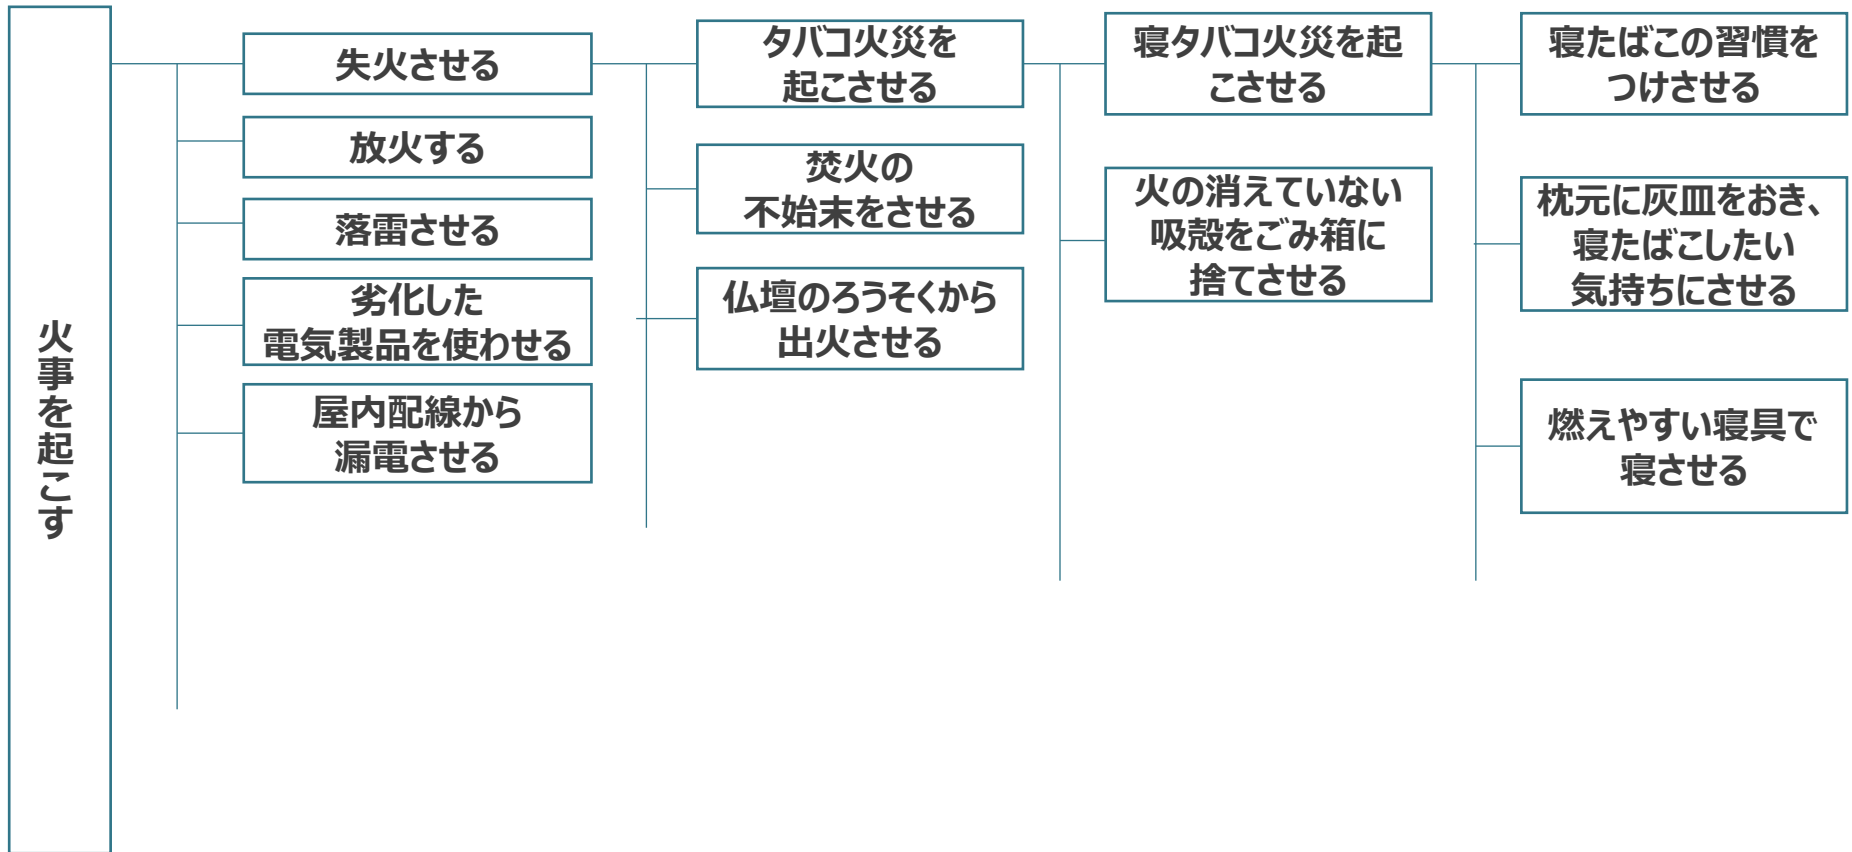 火事を起こす
失火させる
放火する
落雷させる
劣化した
電気製品を使わせる
屋内配線から
漏電させる
タバコ火災を
起こさせる
焚火の
不始末をさせる
仏壇のろうそくから
出火させる
寝タバコ火災を起
こさせる
火の消えていない
吸殻をごみ箱に
捨てさせる
寝たばこの習慣を
つけさせる
枕元に灰皿をおき、
寝たばこしたい
気持ちにさせる
燃えやすい寝具で
寝させる